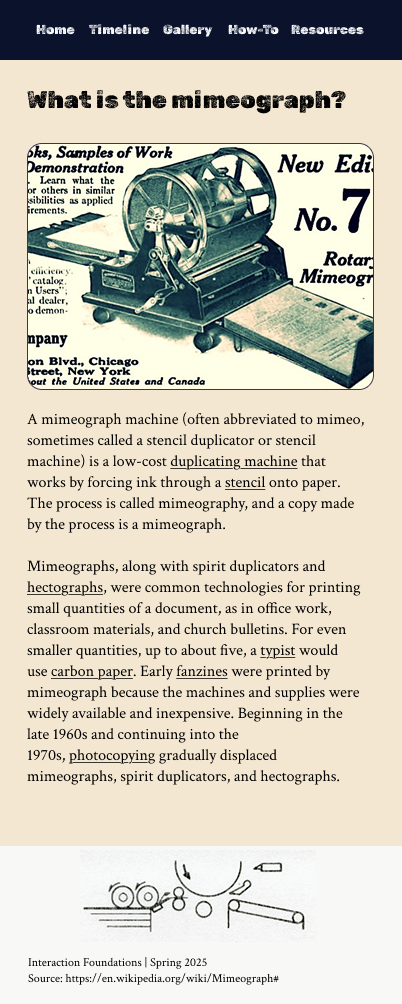 Home Timeline Gallery How-To Resources
What is the mimeograph?
oks, Samples of Work
Demonstration
Learn what the
or others in similar
ssibilities as applied
irements.
efficiency.
catalog.
n Users";
al dealer,
o demon-
mpany
on Blvd., Chicago
Street, New York
out the United States and Canada
New Edi
No. 7
Rotary
Mimeogr
A mimeograph machine (often abbreviated to mimeo,
sometimes called a stencil duplicator or stencil
machine) is a low-cost duplicating machine that
works by forcing ink through a stencil onto paper.
The process is called mimeography, and a copy made
by the process is a mimeograph.
Mimeographs, along with spirit duplicators and
hectographs, were common technologies for printing
small quantities of a document, as in office work,
classroom materials, and church bulletins. For even
smaller quantities, up to about five, a typist would
use carbon paper. Early fanzines were printed by
mimeograph because the machines and supplies were
widely available and inexpensive. Beginning in the
late 1960s and continuing into the
1970s, photocopying gradually displaced
mimeographs, spirit duplicators, and hectographs.
Interaction Foundations | Spring 2025
Source: https://en.wikipedia.org/wiki/Mimeograph#